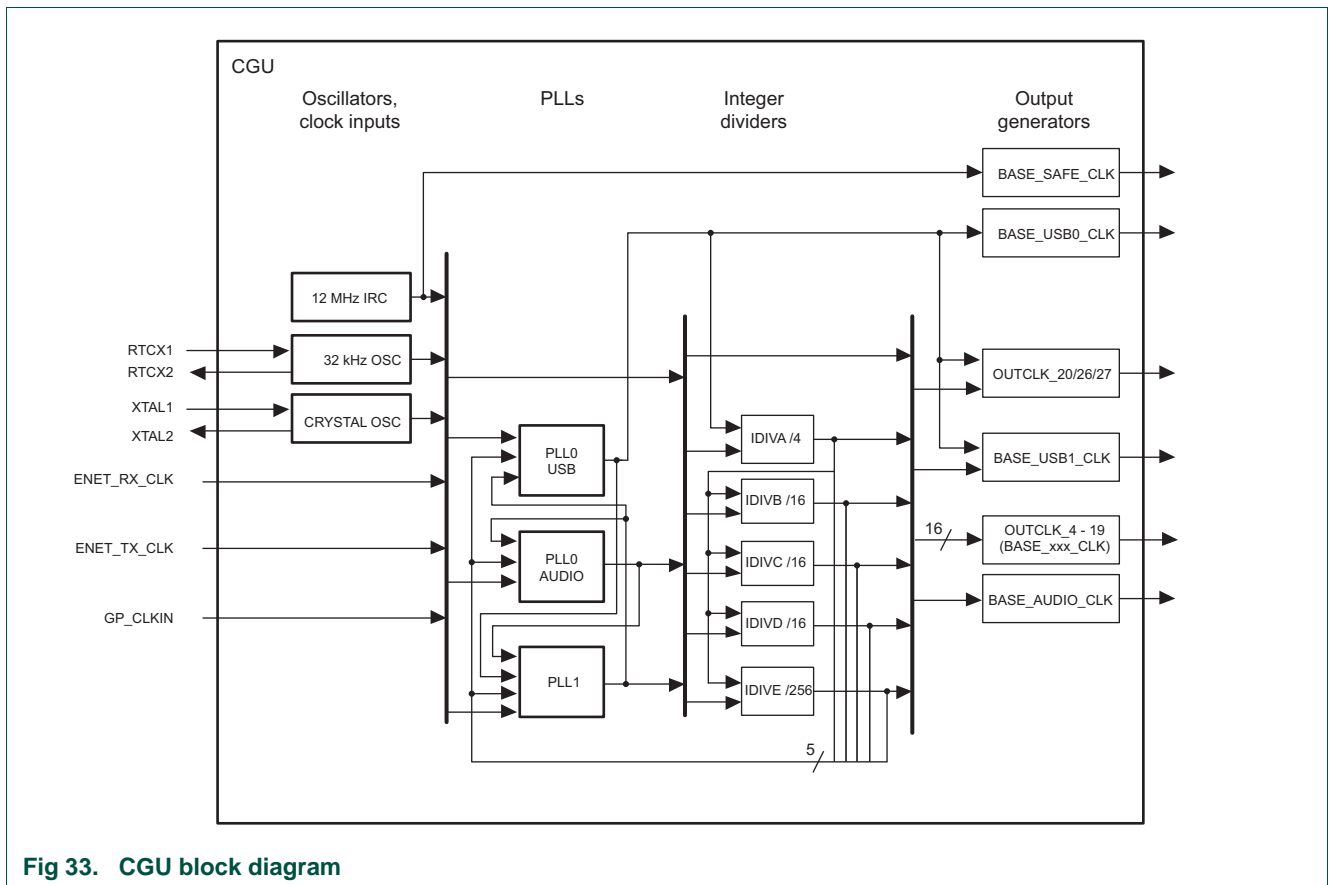 CGU
Oscillators,
clock inputs
PLLs
Integer
dividers
Output
generators
BASE_SAFE_CLK
BASE_USB0_CLK
12 MHz IRC
RTCX1
RTCX2
32 kHz OSC
OUTCLK_20/26/27
XTAL1
XTAL2
CRYSTAL OSC
PLL0
USB
IDIVA /4
BASE_USB1_CLK
ENET_RX_CLK
IDIVB /16
16
OUTCLK_4 - 19
(BASE_xxx_CLK)
ENET_TX_CLK
PLL0
AUDIO
IDIVC /16
BASE_AUDIO_CLK
GP_CLKIN
IDIVD /16
PLL1
IDIVE /256
5
Fig 33. CGU block diagram